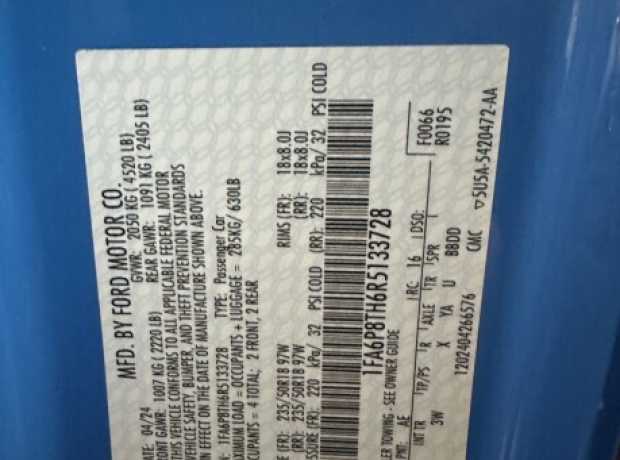 MFD. BY FORD MOTOR CO.
DATE: 04/24 GVWR: 2050 KG ( 4520 LB)
FRONT GAWR: 1007 KG ( 2220 LB) REAR GAWR: 1091 KG ( 2405 LB)
THIS VEHICLE CONFORMS TO ALL APPLICABLE FEDERAL MOTOR
VEHICLE SAFETY, BUMPER, AND THEFT PREVENTION STANDARDS
IN EFFECT ON THE DATE OF MANUFACTURE SHOWN ABOVE.
1FA6P8TH6R5133728 TYPE: Passenger Car
MAXIMUM LOAD = OCCUPANTS + LUGGAGE = 285KG/ 630LB
OCCUPANTS = 4 TOTAL; 2 FRONT, 2 REAR
(FR): 235/50R18 97W RIMS (FR): 18x8.0J
(RR): 235/50R18 97W (RR): 18x8.0J
(FR): 220 kPa/ 32 PSI COLD (RR): 220 kPa/ 32 PSI COLD
1FA6P8TH6R5133728
TOWING - SEE OWNER GUIDE
PNT: AE RC: 16 DSO: F0066
R0195
INT TR TP/PS R AXLE TR SPR
3W X YA U BBDD
1202404266576 CMC ▽5U5A-5420472-AA